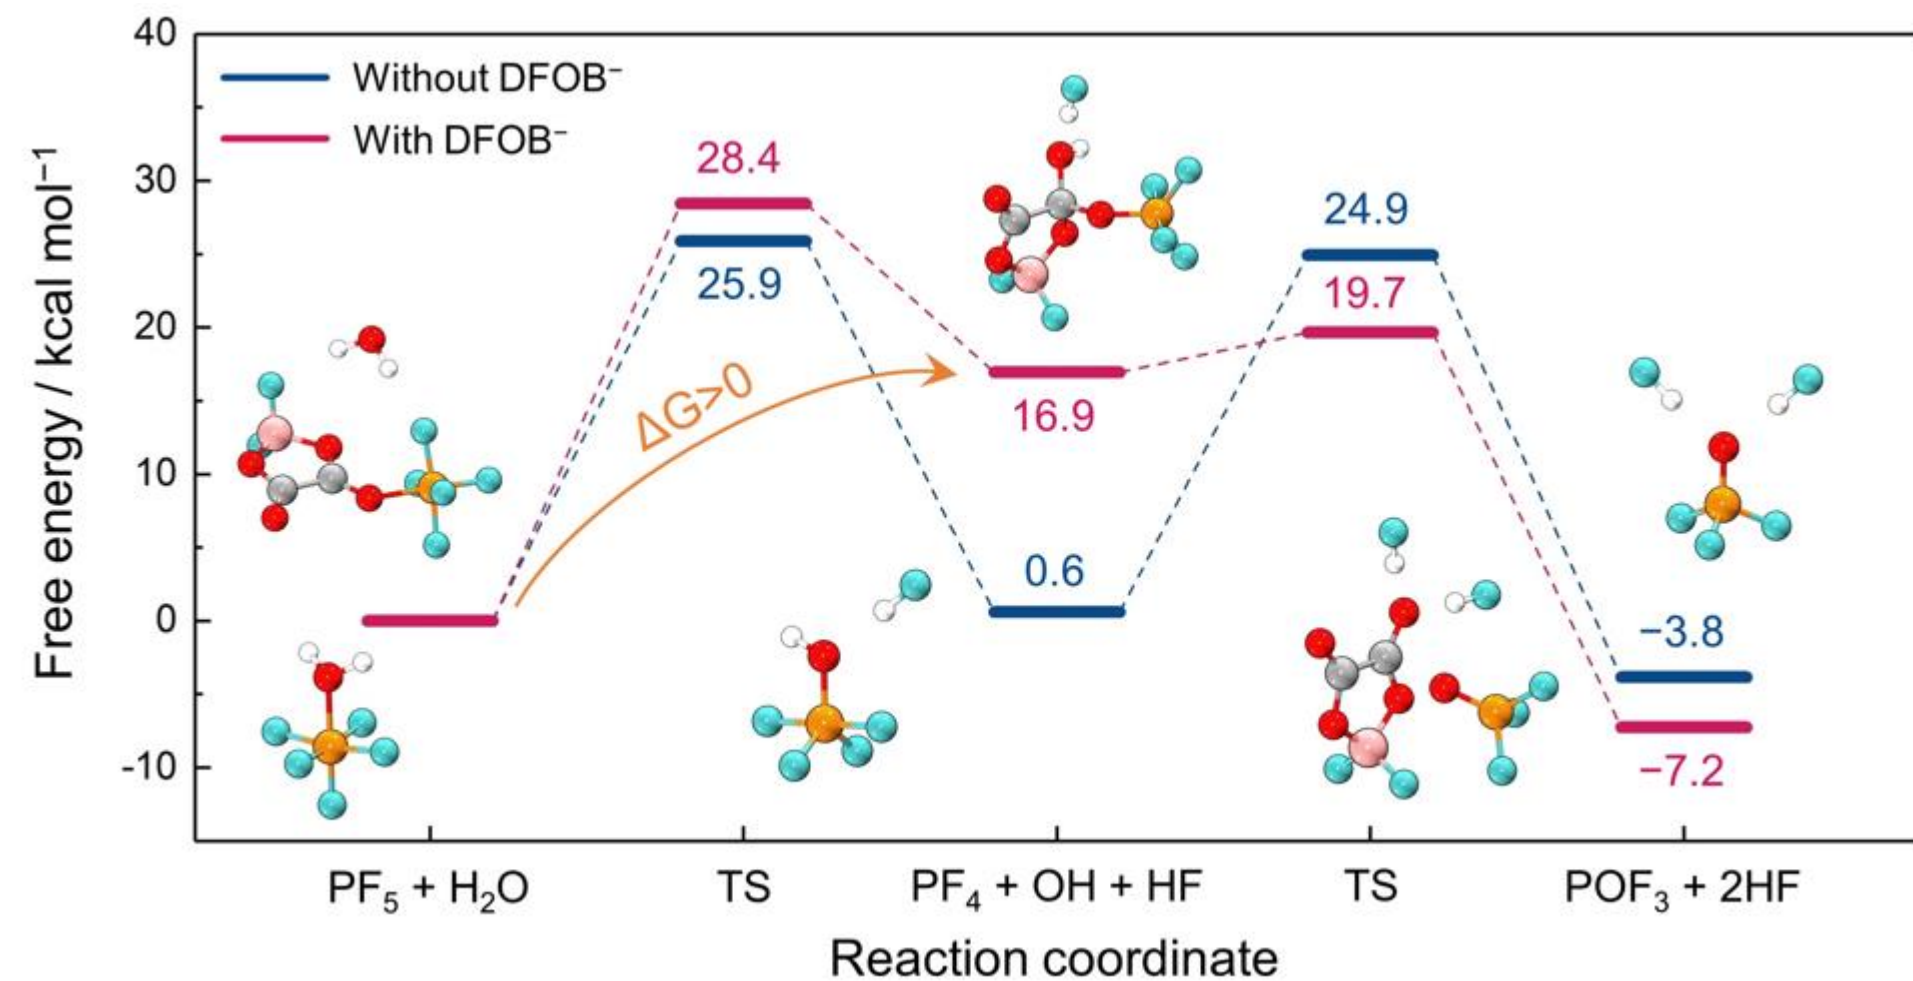 40
Without DFOB⁻
With DFOB⁻
28.4
30
24.9
25.9
19.7
20
ΔG>0
16.9
10
0.6
0
−3.8
−7.2
-10
Free energy / kcal mol⁻¹
PF₅ + H₂O
TS
PF₄ + OH + HF
TS
POF₃ + 2HF
Reaction coordinate